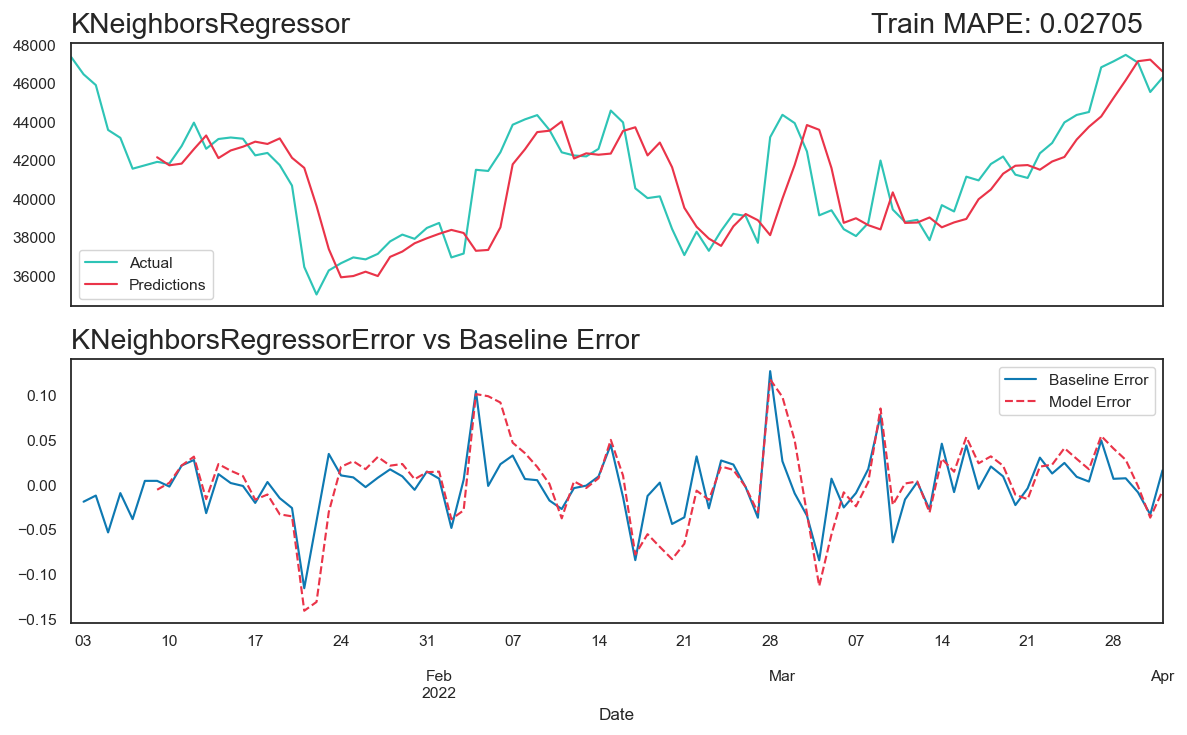 KNeighborsRegressor Train MAPE: 0.02705
48000
46000
44000
42000
40000
38000
36000
Actual
Predictions
KNeighborsRegressorError vs Baseline Error
0.10
0.05
0.00
−0.05
−0.10
−0.15
Baseline Error
Model Error
03 10 17 24 31 07 14 21 28 07 14 21 28
Feb Mar Apr
2022
Date